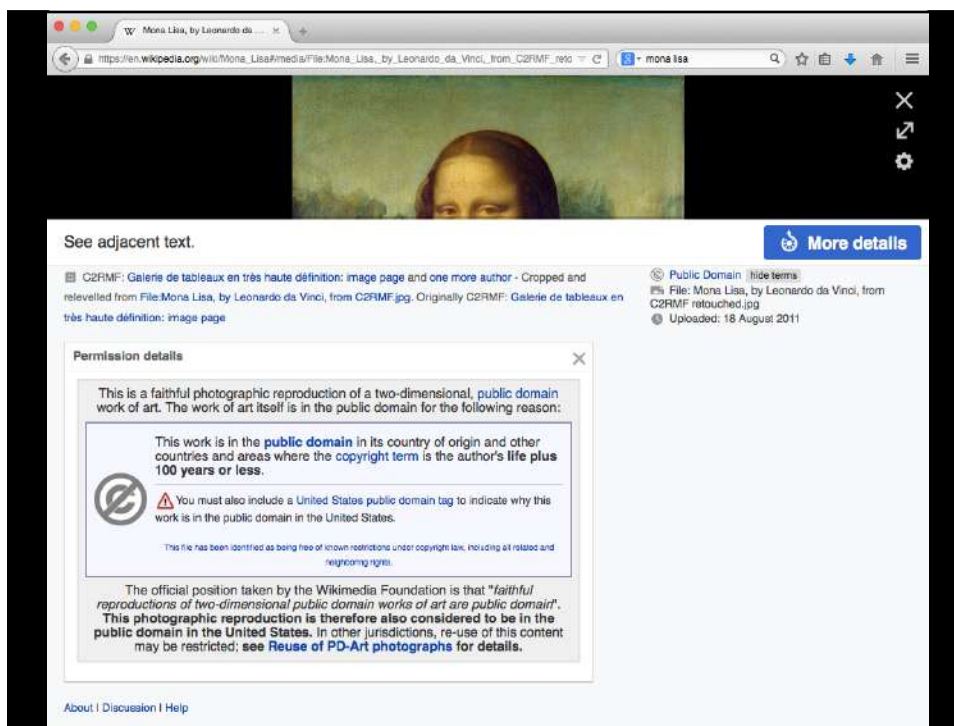 Mona Lisa, by Leonardo da ...
https://en.wikipedia.org/wiki/Mona_Lisa#/media/File:Mona_Lisa,_by_Leonardo_da_Vinci,_from_C2RMF_reto
mona lisa
See adjacent text.
More details
C2RMF: Galerie de tableaux en très haute définition: image page and one more author - Cropped and
relevelled from File:Mona Lisa, by Leonardo da Vinci, from C2RMF.jpg. Originally C2RMF: Galerie de tableaux en
très haute définition: image page
Public Domain hide terms
File: Mona Lisa, by Leonardo da Vinci, from
C2RMF retouched.jpg
Uploaded: 18 August 2011
Permission details
This is a faithful photographic reproduction of a two-dimensional, public domain
work of art. The work of art itself is in the public domain for the following reason:
This work is in the public domain in its country of origin and other
countries and areas where the copyright term is the author's life plus
100 years or less.
You must also include a United States public domain tag to indicate why this
work is in the public domain in the United States.
This file has been identified as being free of known restrictions under copyright law, including all related and
neighboring rights.
The official position taken by the Wikimedia Foundation is that "faithful
reproductions of two-dimensional public domain works of art are public domain".
This photographic reproduction is therefore also considered to be in the
public domain in the United States. In other jurisdictions, re-use of this content
may be restricted; see Reuse of PD-Art photographs for details.
About | Discussion | Help